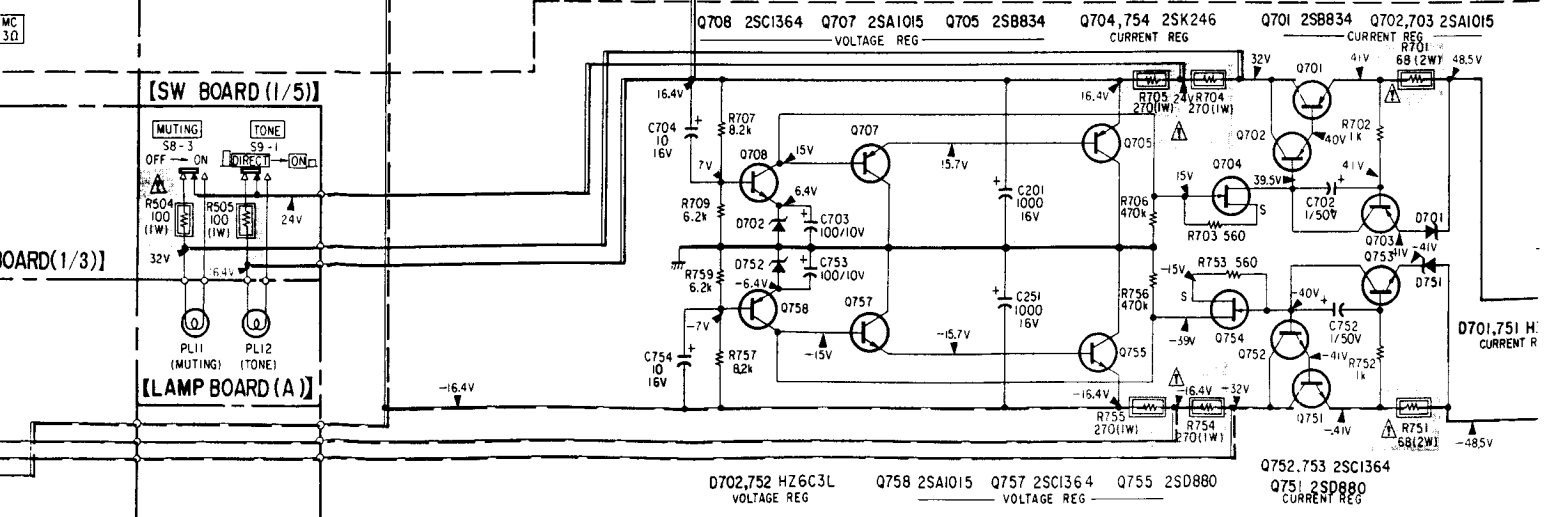 MC
3Ω
Q708 2SC1364 Q707 2SA1015 Q705 2SB834 Q704,754 2SK246 Q701 2SB834 Q702,703 2SA1015
VOLTAGE REG
CURRENT REG
CURRENT REG
R701
68(2W)
48.5V
【SW BOARD(1/5)】
MUTING
S8-3
OFF → ON
TONE
S9-1
DIRECT → ON
R504
100
(1W)
R505
100
(1W)
24V
32V
16.4V
BOARD(1/3)】
PL11
(MUTING)
PL12
(TONE)
【LAMP BOARD(A)】
-16.4V
16.4V
C704
10
16V
R707
8.2k
7V
Q708
15V
Q707
15.7V
6.4V
R709
6.2k
D702
C703
100/10V
C201
1000
16V
16.4V
Q705
R705
270(1W)
24V
R704
270(1W)
32V
Q701
41V
Q702
40V
R702
1k
Q704
15V
39.5V
41V
R706
470k
S
R703 560
C702
1/50V
Q703
41V
D701
R759
6.2k
D752
C753
100/10V
-6.4V
-7V
Q758
-15V
Q757
-15.7V
C754
10
16V
R757
8.2k
C251
1000
16V
R756
470k
R753 560
-15V
S
Q754
-39V
-40V
Q753
-41V
D751
C752
1/50V
Q752
-41V
R752
1k
Q755
-16.4V
R755
270(1W)
-16.4V
R754
270(1W)
-32V
Q751
-41V
R751
68(2W)
-48.5V
D701,751 HZ
CURRENT R
D702,752 HZ6C3L
VOLTAGE REG
Q758 2SA1015 Q757 2SC1364 Q755 2SD880
VOLTAGE REG
Q752,753 2SC1364
Q751 2SD880
CURRENT REG